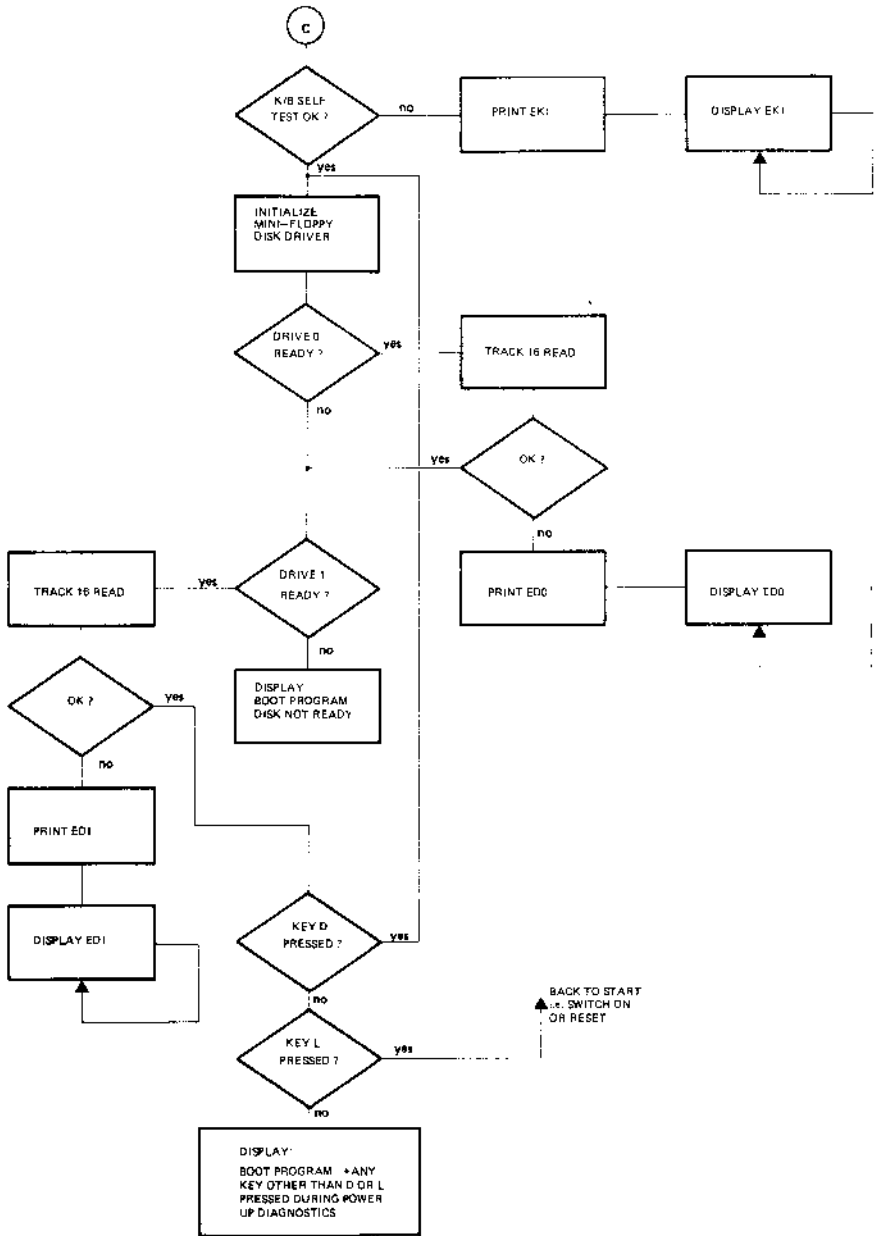 C
K/B SELF
TEST OK ?
no
PRINT EK1
DISPLAY EK1
yes
INITIALIZE
MINI-FLOPPY
DISK DRIVER
DRIVE 0
READY ?
yes
TRACK 16 READ
no
yes
OK ?
no
TRACK 16 READ
yes
DRIVE 1
READY ?
PRINT ED0
DISPLAY ED0
no
DISPLAY
BOOT PROGRAM
DISK NOT READY
OK ?
yes
no
PRINT ED1
DISPLAY ED1
KEY D
PRESSED ?
yes
no
BACK TO START
i.e. SWITCH ON
OR RESET
KEY L
PRESSED ?
yes
no
DISPLAY:
BOOT PROGRAM + ANY
KEY OTHER THAN D OR L
PRESSED DURING POWER
UP DIAGNOSTICS